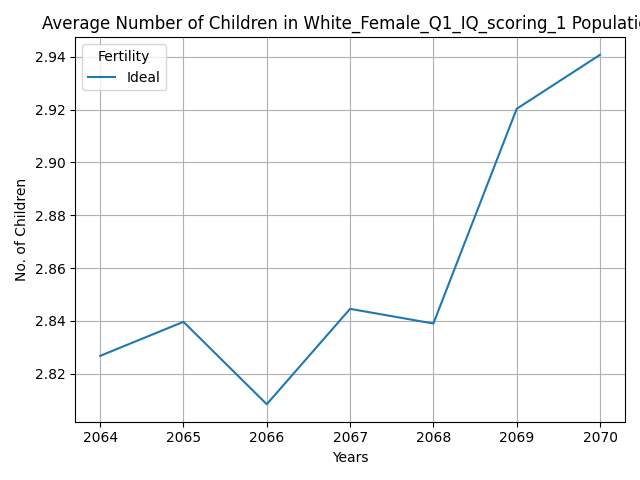 Average Number of Children in White_Female_Q1_IQ_scoring_1 Populatio
Fertility
Ideal
No. of Children
2.94
2.92
2.90
2.88
2.86
2.84
2.82
2064 2065 2066 2067 2068 2069 2070
Years